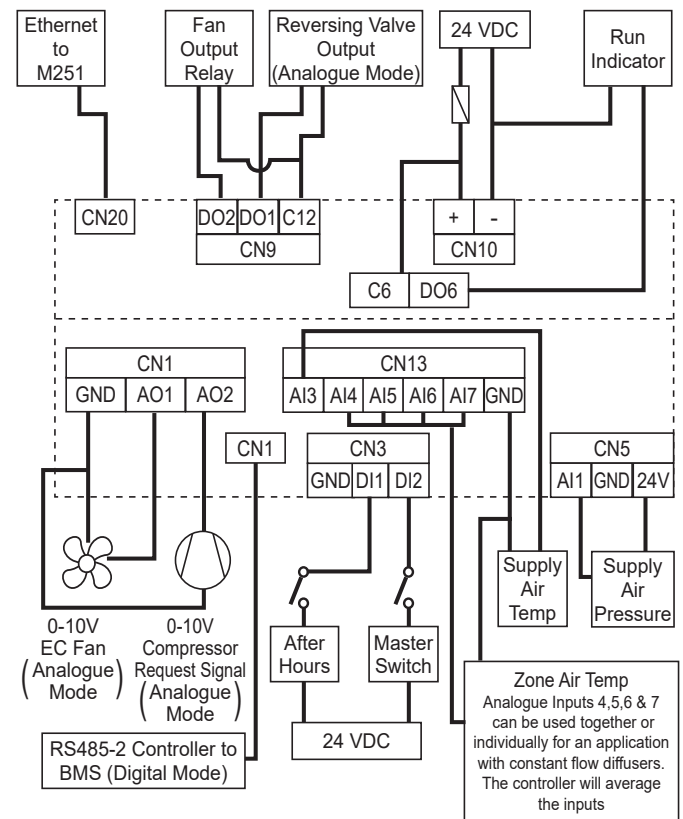 Ethernet
to
M251
Fan
Output
Relay
Reversing Valve
Output
(Analogue Mode)
24 VDC
Run
Indicator
CN20
DO2 DO1 C12
CN9
+ -
CN10
C6 DO6
CN1
GND AO1 AO2
CN13
AI3 AI4 AI5 AI6 AI7 GND
CN1
CN3
GND DI1 DI2
CN5
AI1 GND 24V
0-10V
EC Fan
(Analogue
Mode)
0-10V
Compressor
Request Signal
(Analogue
Mode)
After
Hours
Master
Switch
24 VDC
Supply
Air
Temp
Supply
Air
Pressure
RS485-2 Controller to
BMS (Digital Mode)
Zone Air Temp
Analogue Inputs 4,5,6 & 7
can be used together or
individually for an application
with constant flow diffusers.
The controller will average
the inputs